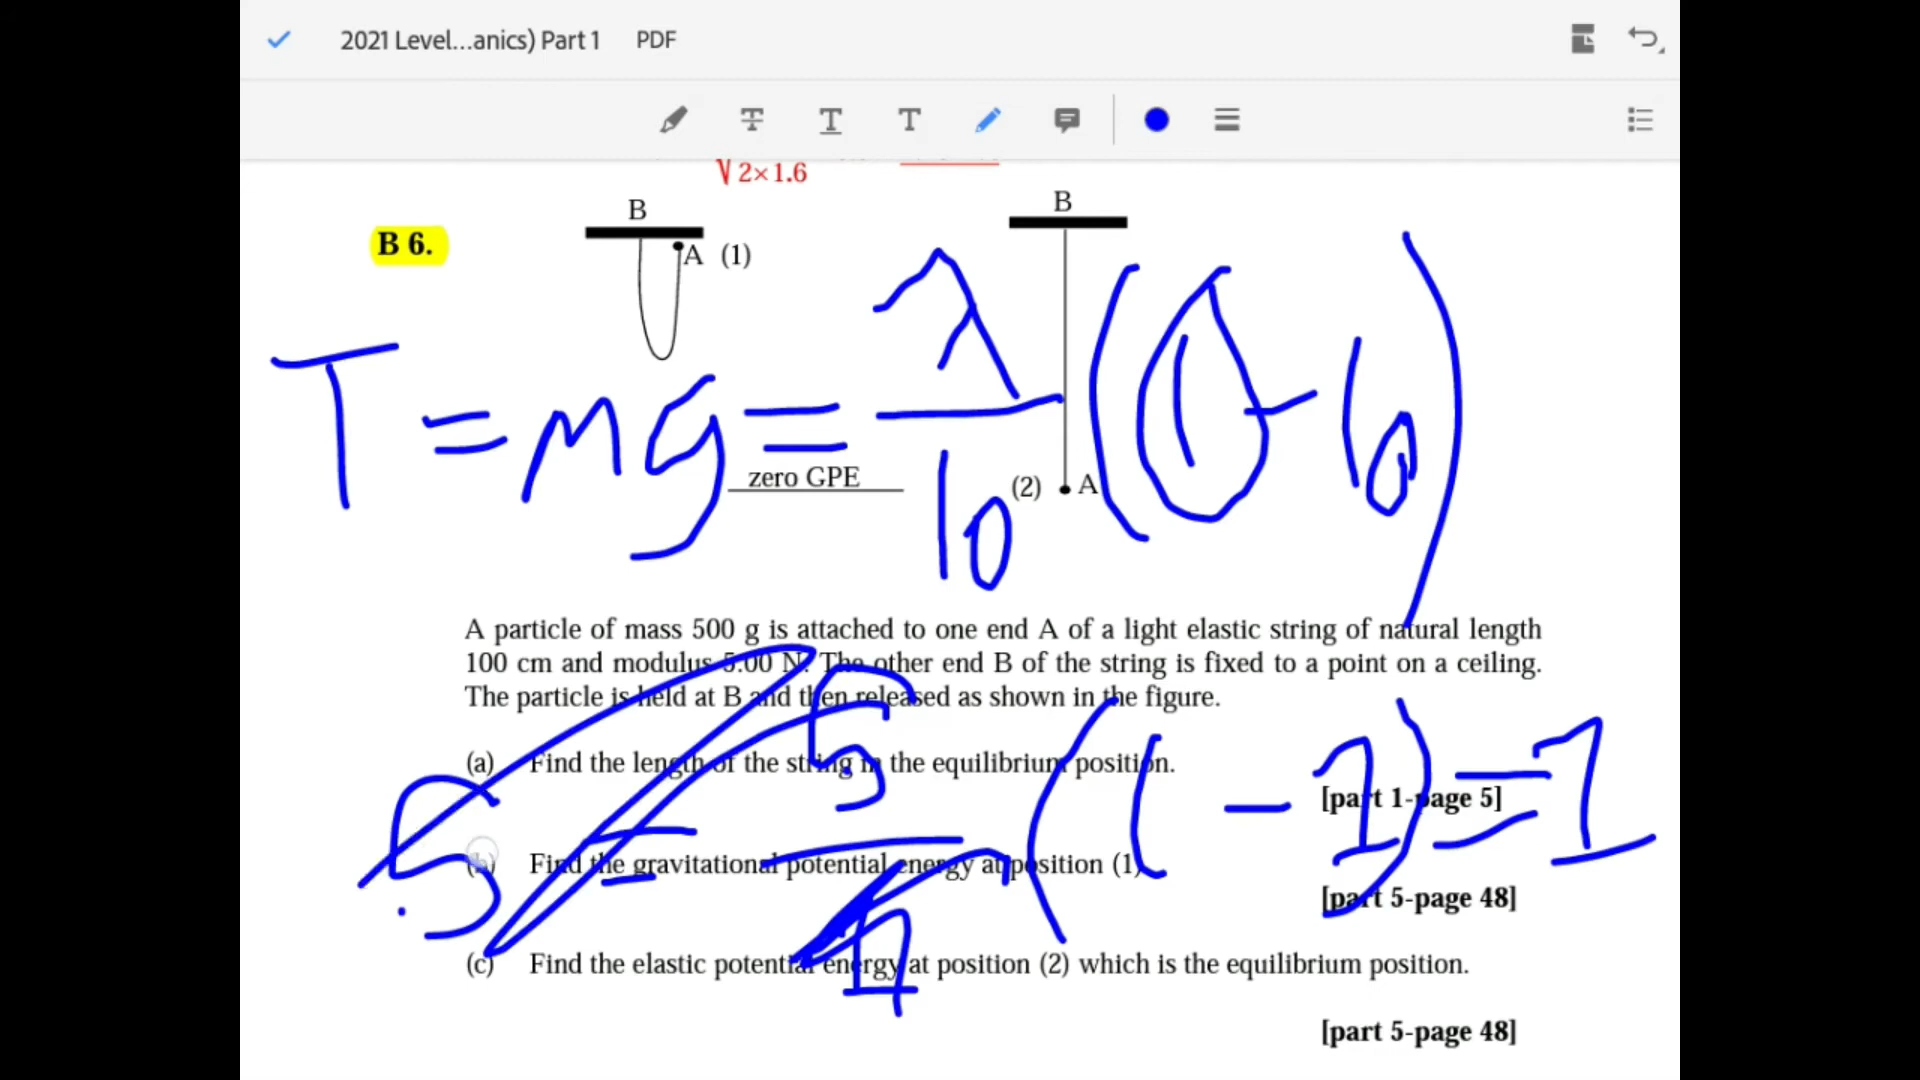 2021 Level...anics) Part 1 PDF
√2×1.6
B B
B 6.
A (1)
T = mg = λ/l0 (l - l0)
zero GPE
(2) A
A particle of mass 500 g is attached to one end A of a light elastic string of natural length
100 cm and modulus 5.00 N. The other end B of the string is fixed to a point on a ceiling.
The particle is held at B and then released as shown in the figure.
(a) Find the length of the string in the equilibrium position.
[part 1-page 5]
(b) Find the gravitational potential energy at position (1)
[part 5-page 48]
(c) Find the elastic potential energy at position (2) which is the equilibrium position.
[part 5-page 48]